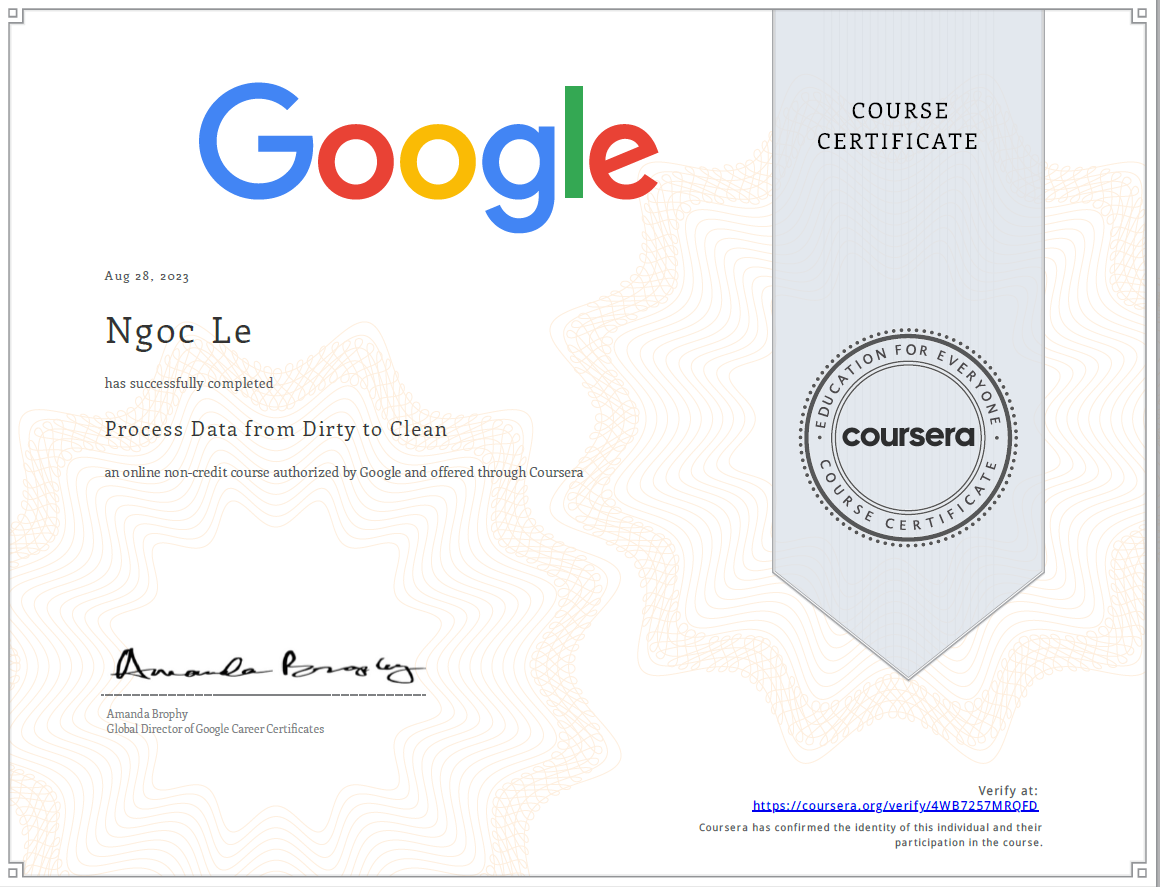 Google
COURSE
CERTIFICATE
Aug 28, 2023
Ngoc Le
has successfully completed
Process Data from Dirty to Clean
an online non-credit course authorized by Google and offered through Coursera
EDUCATION FOR EVERYONE
coursera
COURSE CERTIFICATE
Amanda Brophy
Amanda Brophy
Global Director of Google Career Certificates
Verify at:
https://coursera.org/verify/4WB7257MRQFD
Coursera has confirmed the identity of this individual and their
participation in the course.